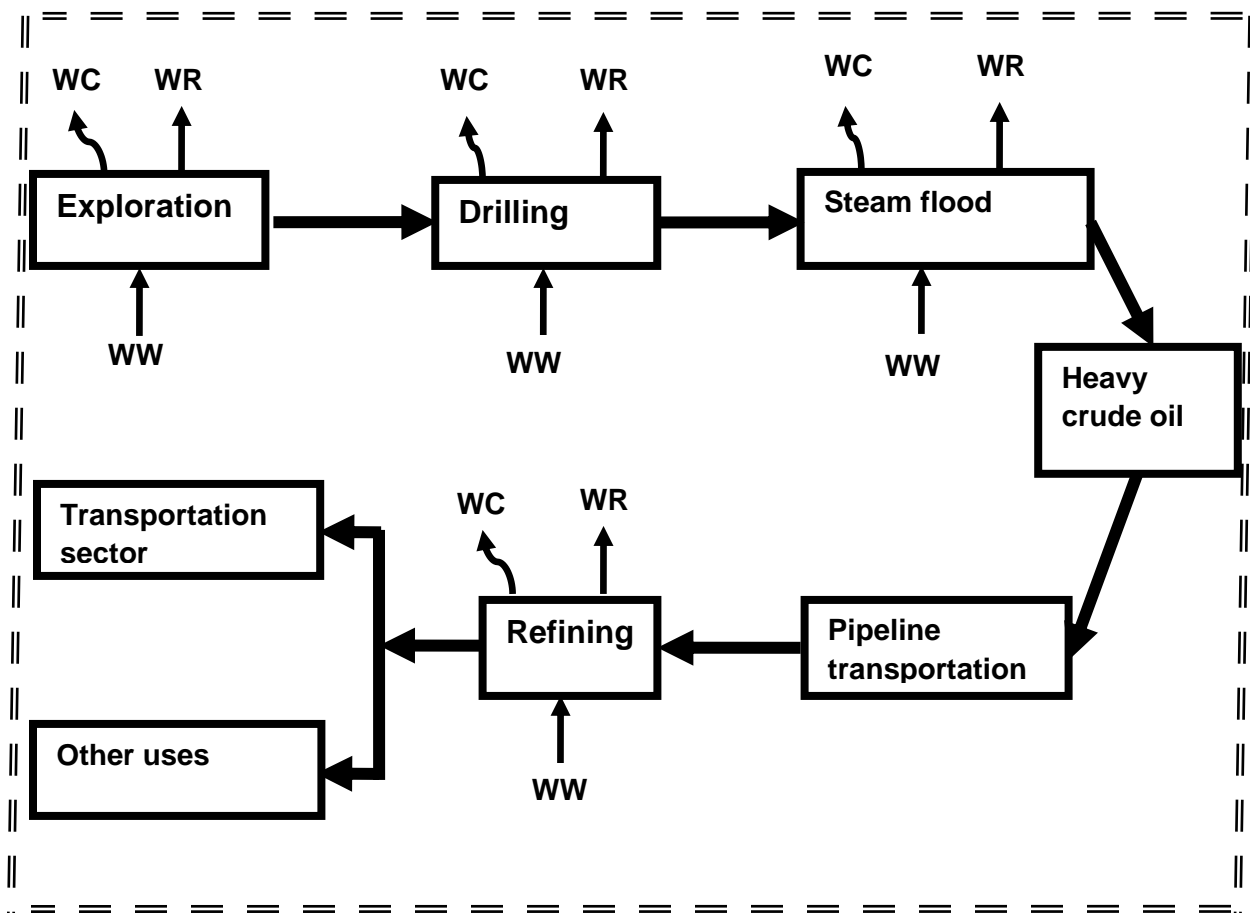 WC WR WC WR WC WR
Exploration Drilling Steam flood
WW WW WW
Heavy
crude oil
Transportation
sector
WC WR
Refining
Pipeline
transportation
Other uses
WW